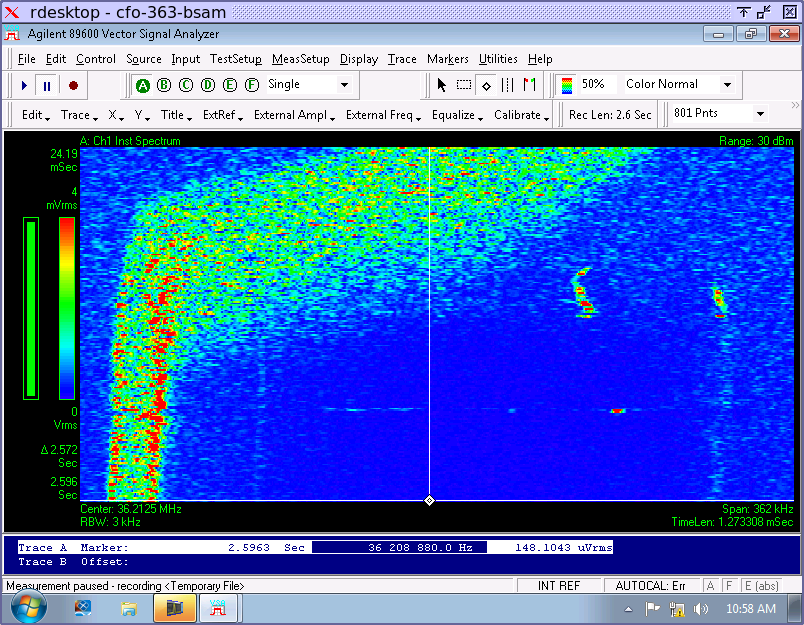 rdesktop - cfo-363-bsam
Agilent 89600 Vector Signal Analyzer
File Edit Control Source Input TestSetup MeasSetup Display Trace Markers Utilities Help
A B C D E F Single 50% Color Normal
Edit Trace X Y Title ExtRef External Ampl External Freq Equalize Calibrate Rec Len: 2.6 Sec 801 Pnts
A: Ch1 Inst Spectrum Range: 30 dBm
24.19
mSec
4
mVrms
0
Vrms
Δ 2.572
Sec
2.596
Sec
Center: 36.2125 MHz Span: 362 kHz
RBW: 3 kHz TimeLen: 1.273308 mSec
Trace A Marker: 2.5963 Sec 36 208 880.0 Hz 148.1043 uVrms
Trace B Offset:
Measurement paused - recording <Temporary File> INT REF AUTOCAL: Err A F E (abs)
10:58 AM